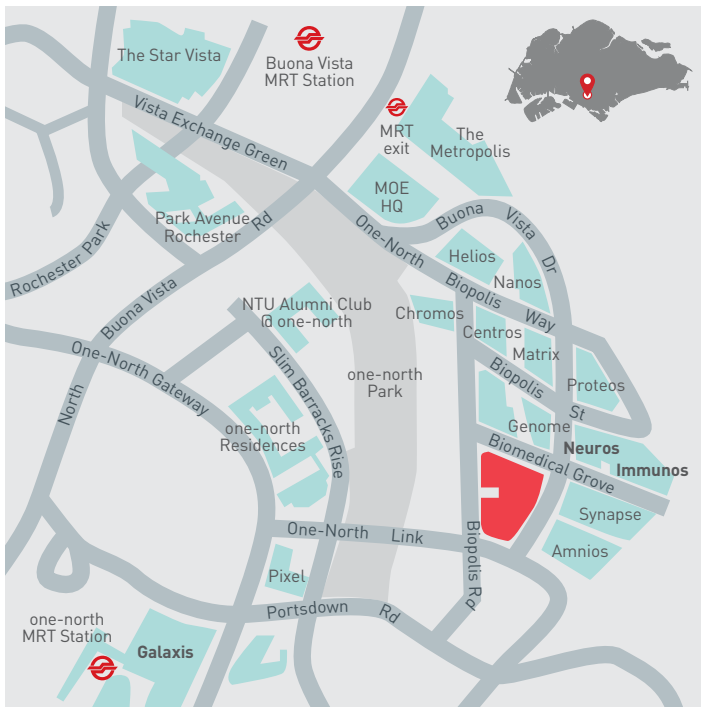 The Star Vista
Buona Vista
MRT Station
Vista Exchange Green
MRT
exit
The
Metropolis
MOE
HQ
Park Avenue
Rochester
Rochester Park
North Buona Vista Rd
One-North
Buona Vista Dr
Helios
Nanos
Biopolis Way
Chromos
Centros
Matrix
Biopolis St
Proteos
NTU Alumni Club
@ one-north
Slim Barracks Rise
one-north
Park
One-North Gateway
one-north
Residences
Genome
Neuros
Immunos
Biomedical Grove
Synapse
Amnios
One-North Link
Biopolis Rd
Pixel
Portsdown Rd
one-north
MRT Station
Galaxis